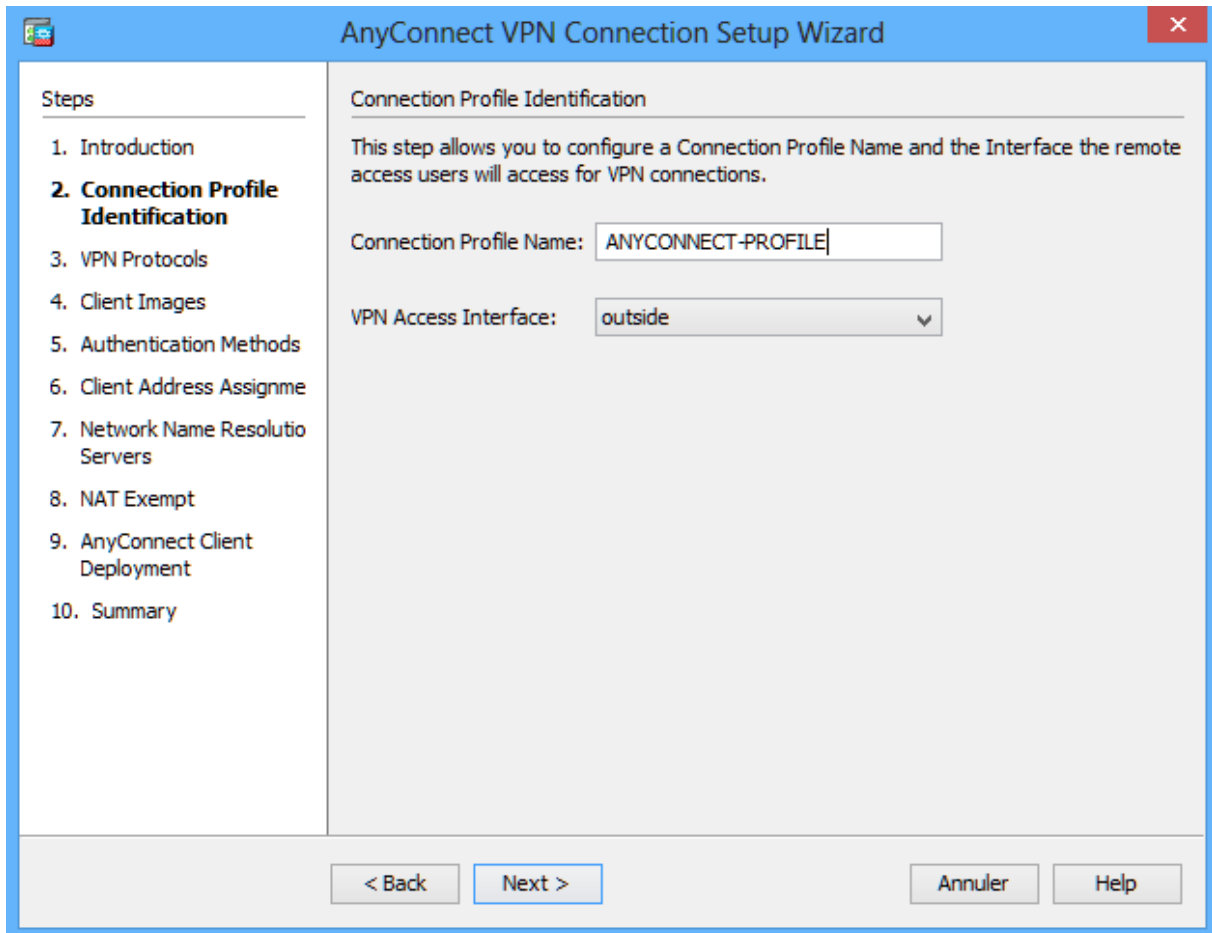 AnyConnect VPN Connection Setup Wizard
Steps
1. Introduction
2. Connection Profile
Identification
3. VPN Protocols
4. Client Images
5. Authentication Methods
6. Client Address Assignme
7. Network Name Resolutio
Servers
8. NAT Exempt
9. AnyConnect Client
Deployment
10. Summary
Connection Profile Identification
This step allows you to configure a Connection Profile Name and the Interface the remote
access users will access for VPN connections.
Connection Profile Name: ANYCONNECT-PROFILE
VPN Access Interface: outside
< Back Next > Annuler Help